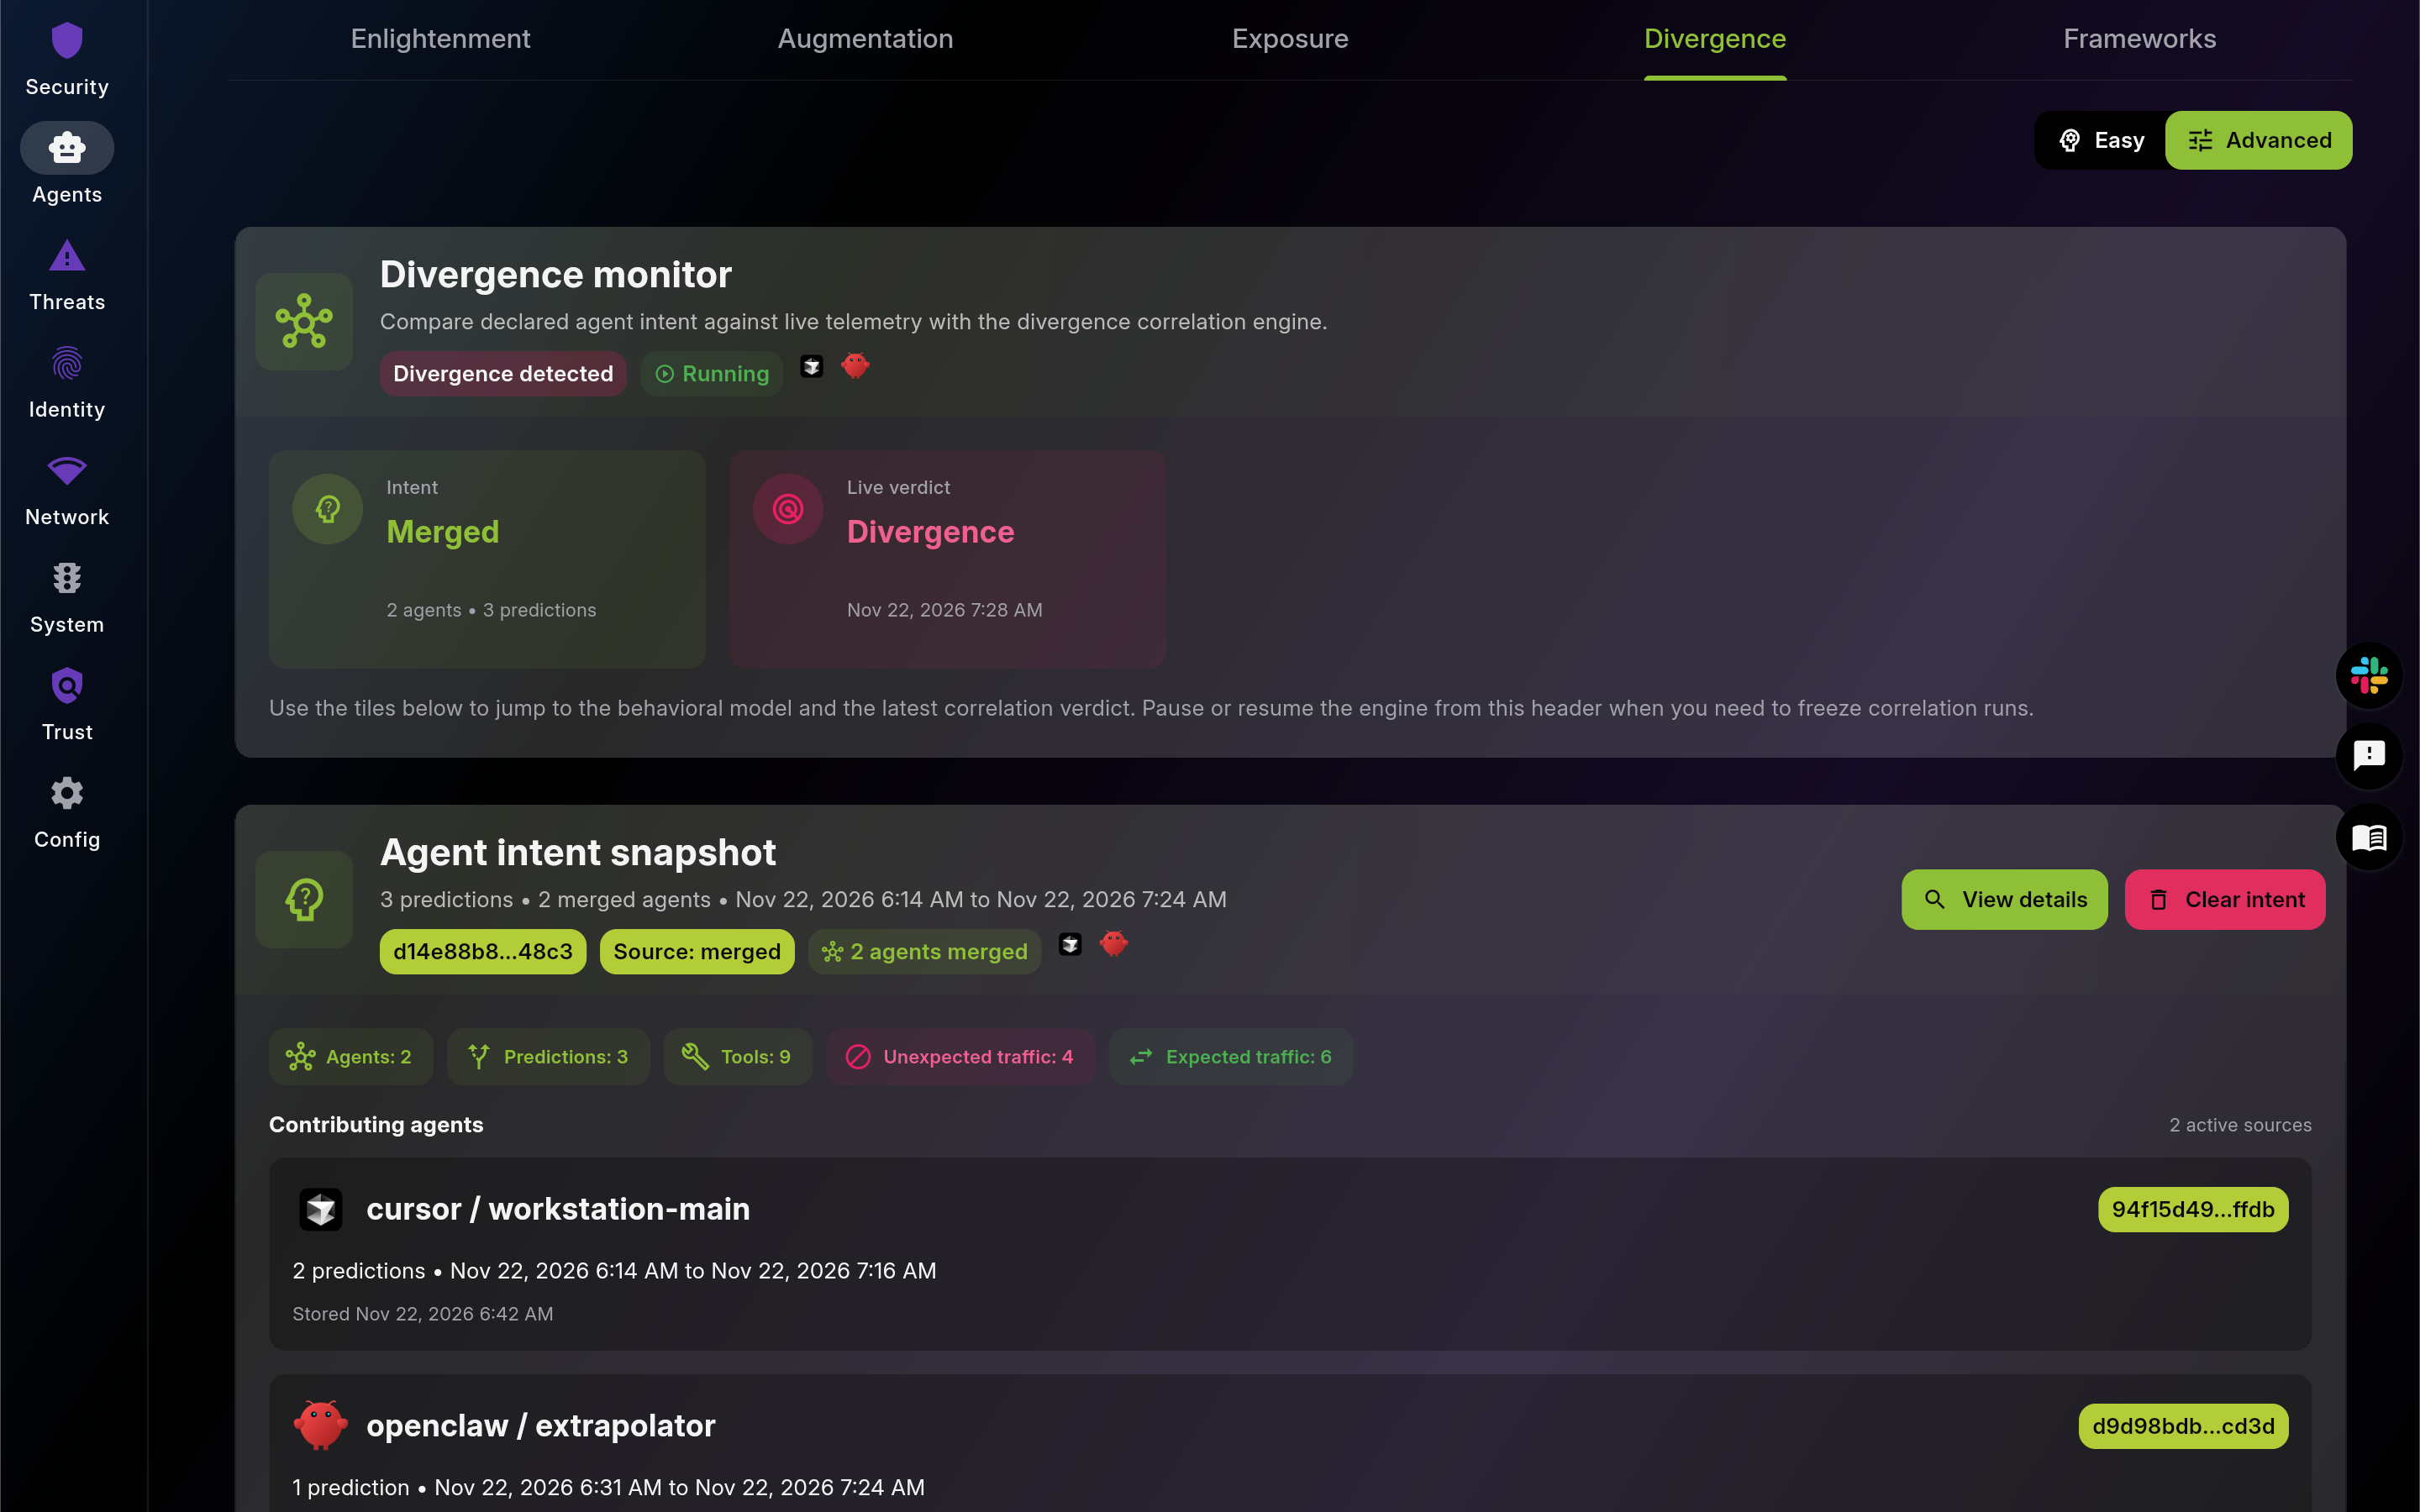 Enlightenment
Augmentation
Exposure
Divergence
Frameworks
Security
Agents
Threats
Identity
Network
System
Trust
Config
Easy
Advanced
Divergence monitor
Compare declared agent intent against live telemetry with the divergence correlation engine.
Divergence detected
Running
Intent
Merged
2 agents • 3 predictions
Live verdict
Divergence
Nov 22, 2026 7:28 AM
Use the tiles below to jump to the behavioral model and the latest correlation verdict. Pause or resume the engine from this header when you need to freeze correlation runs.
Agent intent snapshot
3 predictions • 2 merged agents • Nov 22, 2026 6:14 AM to Nov 22, 2026 7:24 AM
d14e88b8...48c3
Source: merged
2 agents merged
View details
Clear intent
Agents: 2
Predictions: 3
Tools: 9
Unexpected traffic: 4
Expected traffic: 6
Contributing agents
2 active sources
cursor / workstation-main
94f15d49...ffdb
2 predictions • Nov 22, 2026 6:14 AM to Nov 22, 2026 7:16 AM
Stored Nov 22, 2026 6:42 AM
openclaw / extrapolator
d9d98bdb...cd3d
1 prediction • Nov 22, 2026 6:31 AM to Nov 22, 2026 7:24 AM